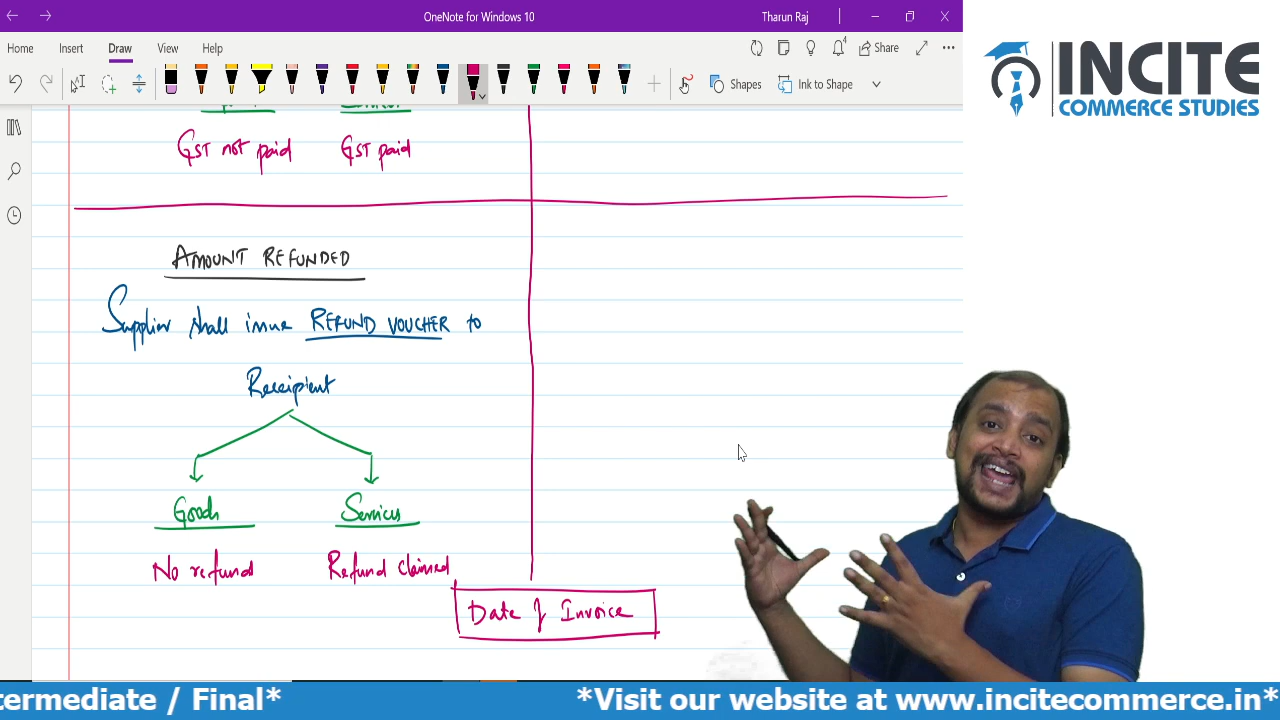 OneNote for Windows 10
Tharun Raj
Home Insert Draw View Help
4
Share
Shapes
Ink to Shape
INCITE
COMMERCE STUDIES
GST not paid GST paid
AMOUNT REFUNDED
Supplier shall issue REFUND VOUCHER to
Receipient
Goods Services
No refund Refund claimed
Date of Invoice
termediate / Final* *Visit our website at www.incitecommerce.in*